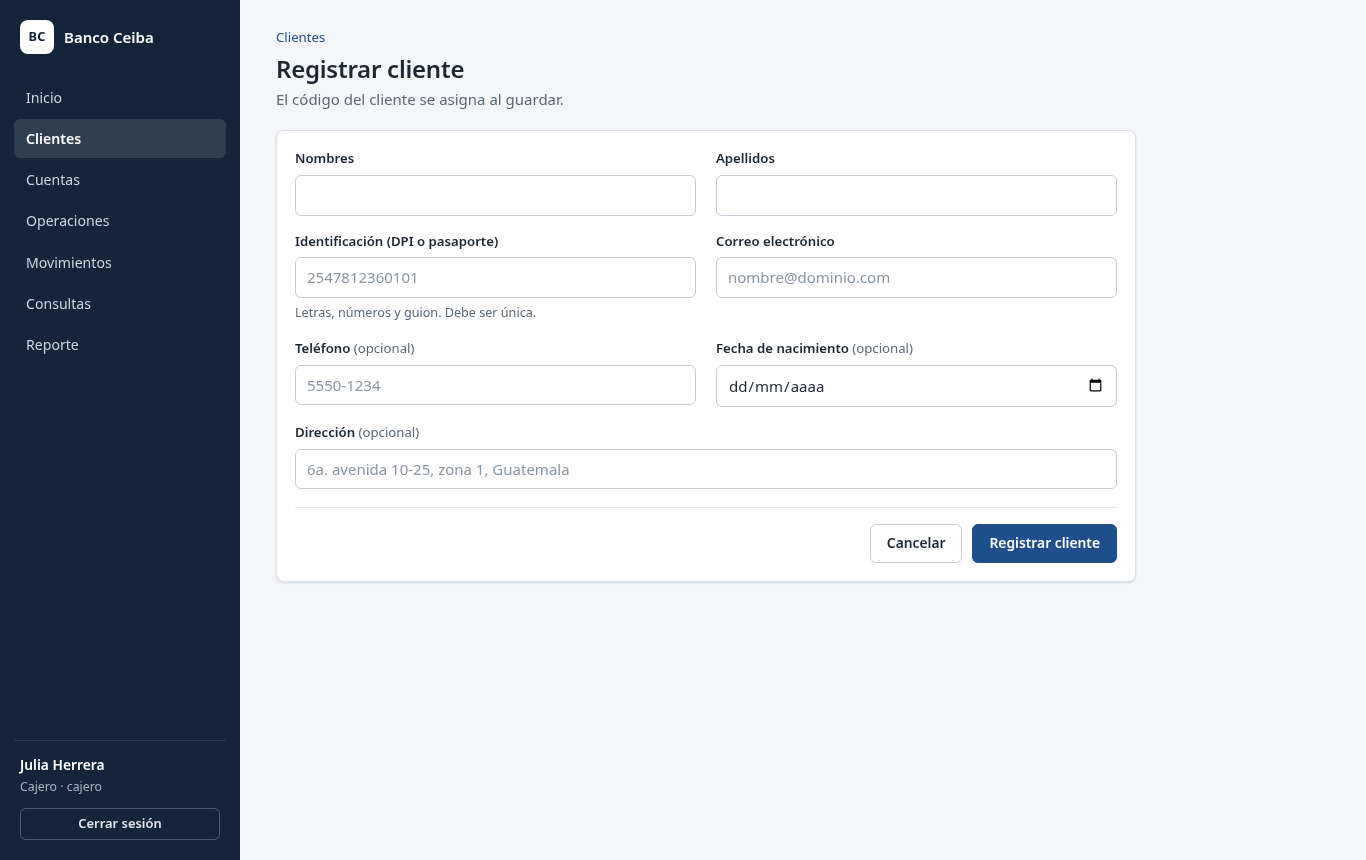 BC
Banco Ceiba
Inicio
Clientes
Cuentas
Operaciones
Movimientos
Consultas
Reporte
Julia Herrera
Cajero · cajero
Cerrar sesión
Clientes
Registrar cliente
El código del cliente se asigna al guardar.
Nombres
Apellidos
Identificación (DPI o pasaporte)
2547812360101
Letras, números y guion. Debe ser única.
Correo electrónico
nombre@dominio.com
Teléfono (opcional)
5550-1234
Fecha de nacimiento (opcional)
dd/mm/aaaa
Dirección (opcional)
6a. avenida 10-25, zona 1, Guatemala
Cancelar
Registrar cliente